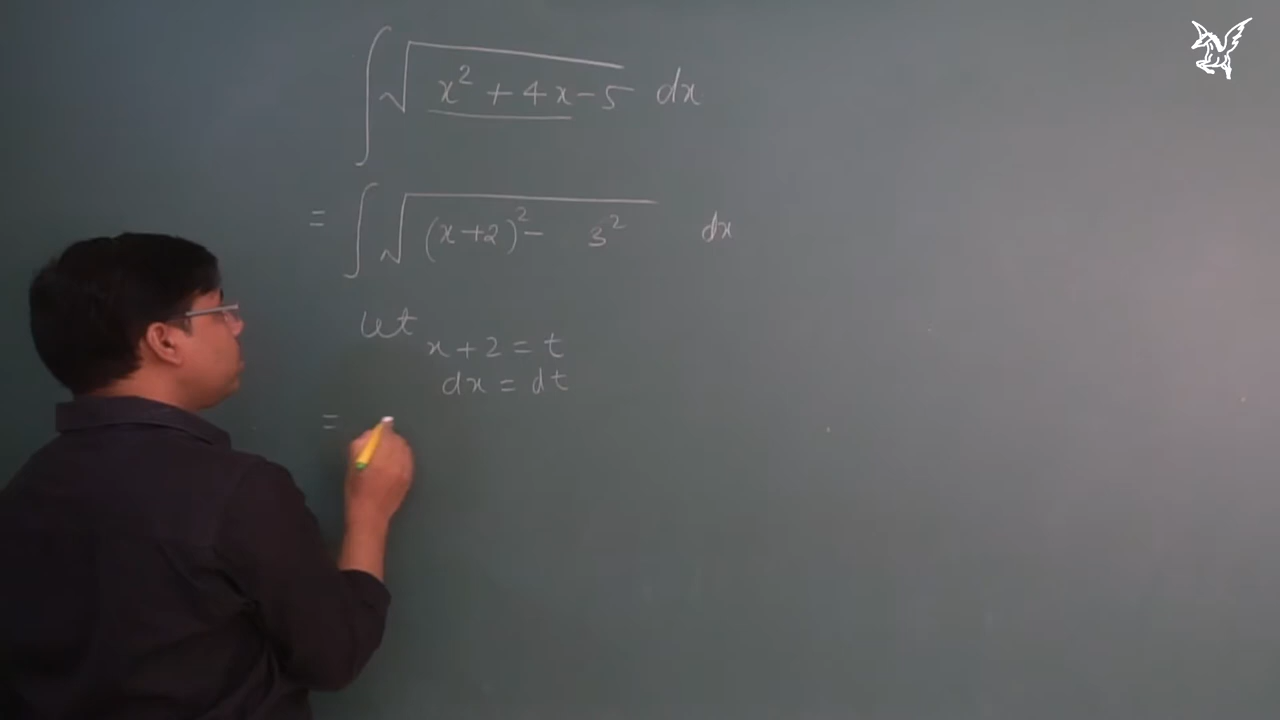 ∫ √(x² + 4x - 5) dx
= ∫ √((x+2)² - 3²) dx
let
x + 2 = t
dx = dt
=